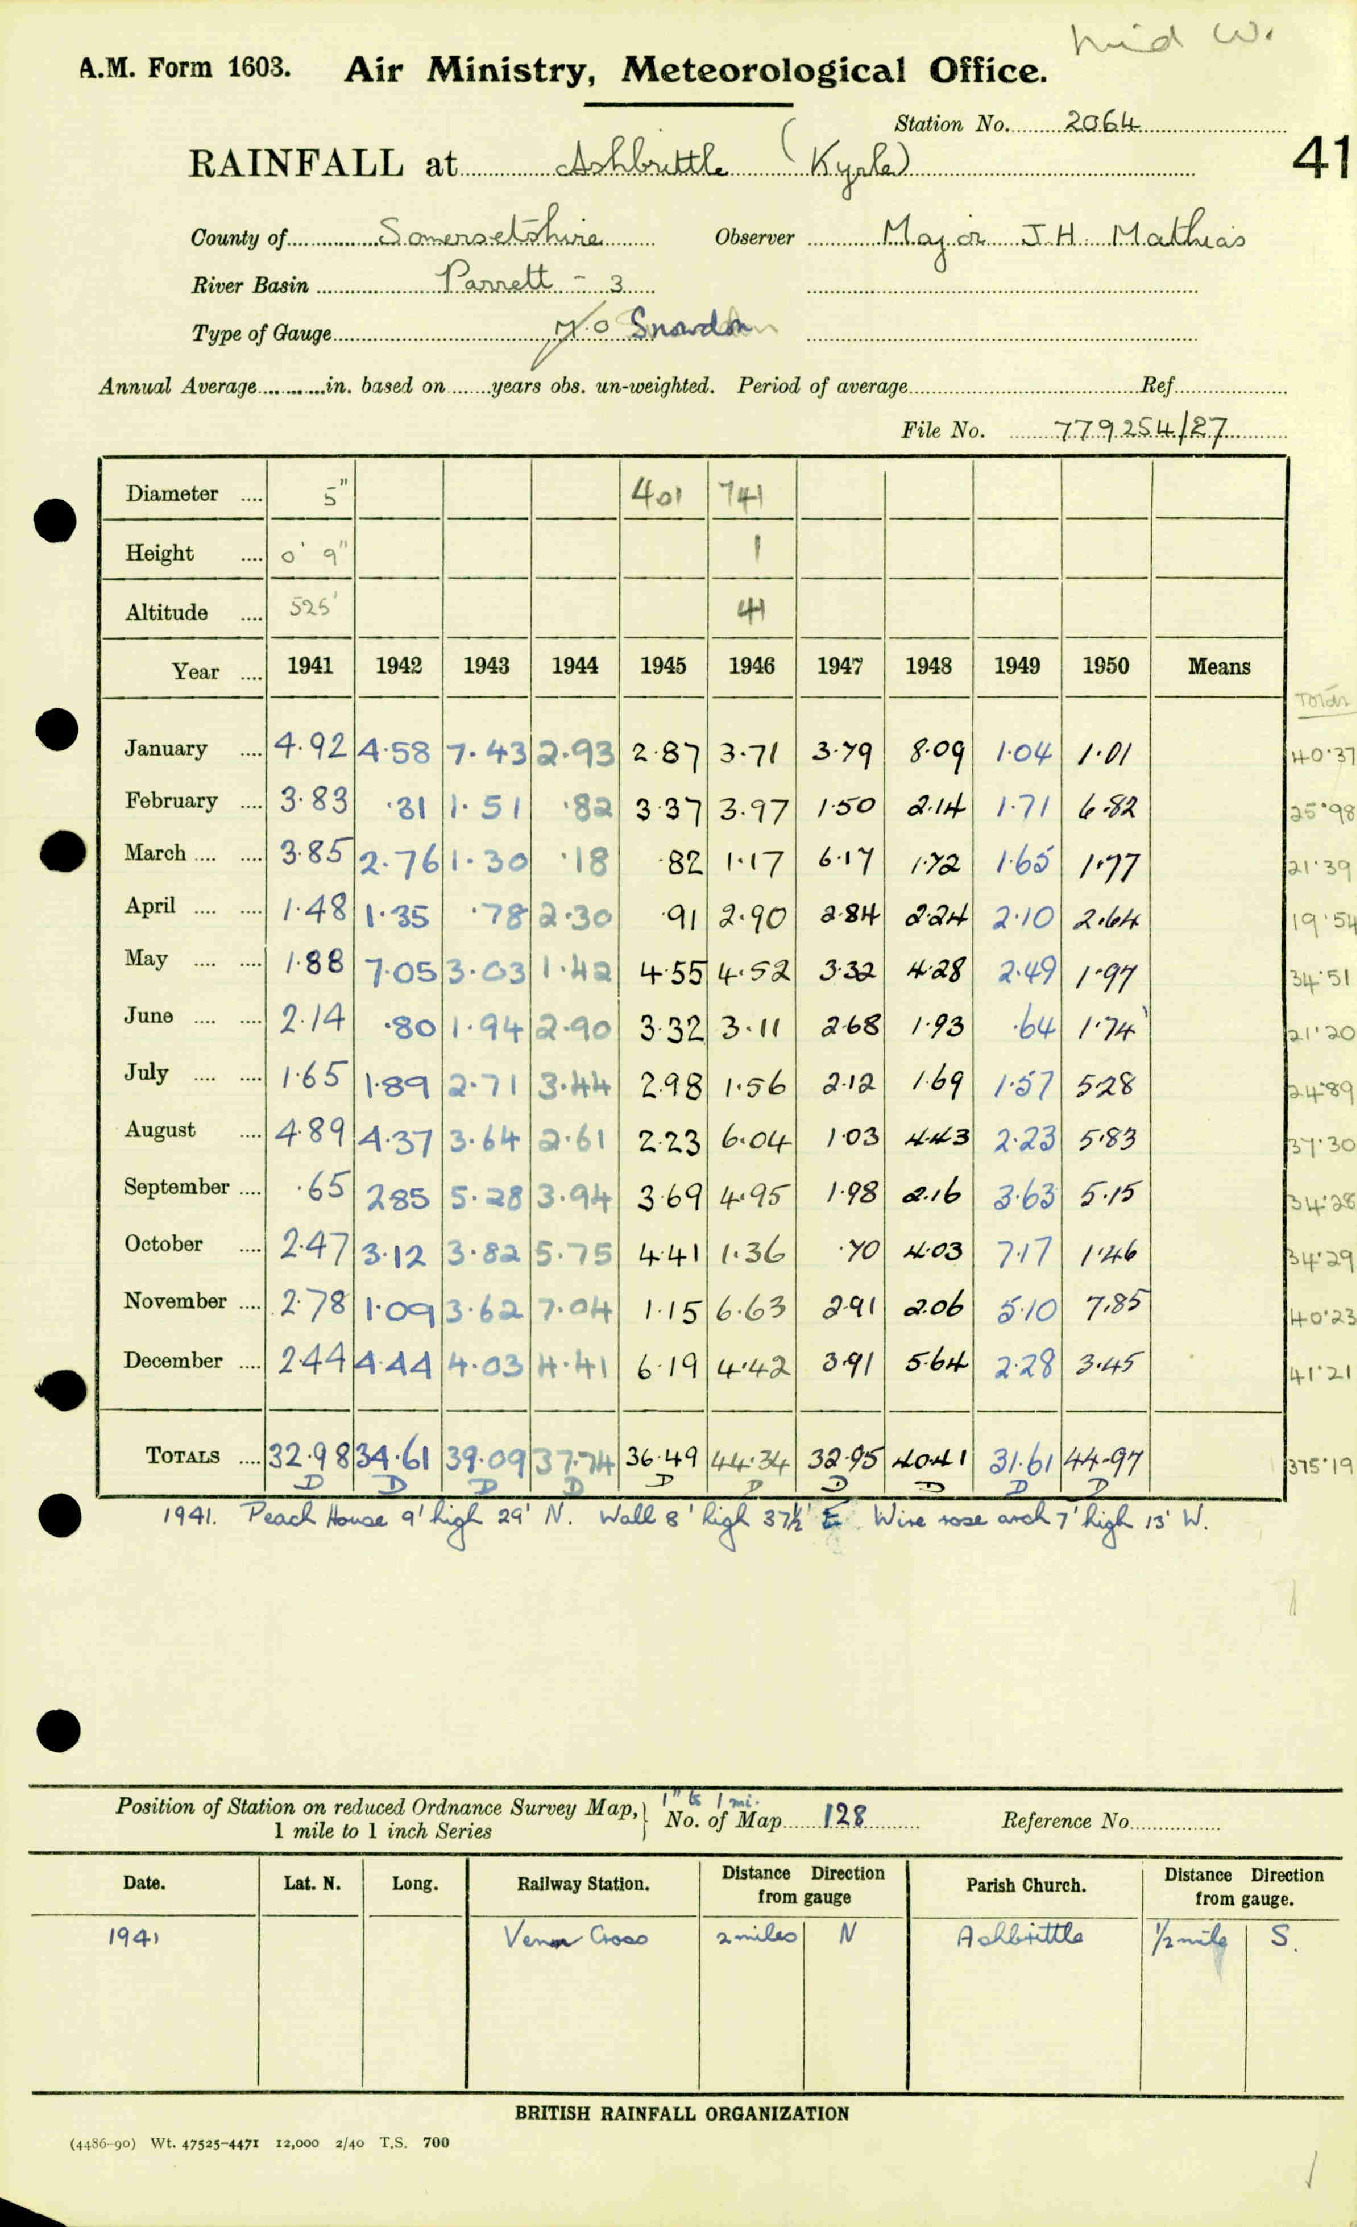 Mid W.
A.M. Form 1603. Air Ministry, Meteorological Office.
Station No. 2064
41
RAINFALL at Ashbrittle (Kyrle)
County of Somersetshire Observer Major J.H. Mathias
River Basin Parrett - 3
Type of Gauge M.O Snowdon
Annual Average in. based on years obs. un-weighted. Period of average Ref.
File No. 779254/27
Diameter .... 5" 401 741
Height .... 0' 9" 1
Altitude .... 525' 41
Year .... 1941 1942 1943 1944 1945 1946 1947 1948 1949 1950 Means
Totals
January .... 4.92 4.58 7.43 2.93 2.87 3.71 3.79 8.09 1.04 1.01 40.37
February .... 3.83 .31 1.51 .82 3.37 3.97 1.50 2.14 1.71 6.82 25.98
March .... .... 3.85 2.76 1.30 .18 .82 1.17 6.17 1.72 1.65 1.77 21.39
April .... .... 1.48 1.35 .78 2.30 .91 2.90 2.84 2.24 2.10 2.64 19.54
May .... .... 1.88 7.05 3.03 1.42 4.55 4.52 3.32 4.28 2.49 1.97 34.51
June .... .... 2.14 .80 1.94 2.90 3.32 3.11 2.68 1.93 .64 1.74 21.20
July .... .... 1.65 1.89 2.71 3.44 2.98 1.56 2.12 1.69 1.57 5.28 24.89
August .... 4.89 4.37 3.64 2.61 2.23 6.04 1.03 4.43 2.23 5.83 37.30
September .... .65 2.85 5.28 3.94 3.69 4.95 1.98 2.16 3.63 5.15 34.28
October .... 2.47 3.12 3.82 5.75 4.41 1.36 .70 4.03 7.17 1.46 34.29
November .... 2.78 1.09 3.62 7.04 1.15 6.63 2.91 2.06 5.10 7.85 40.23
December .... 2.44 4.44 4.03 4.41 6.19 4.42 3.91 5.64 2.28 3.45 41.21
TOTALS .... 32.98 34.61 39.09 37.74 36.49 44.34 32.95 40.41 31.61 44.97 375.19
D D D D D D D D D D
1941. Peach House 9' high 29' N. Wall 8' high 37½' E. Wire rose arch 7' high 13' W.
Position of Station on reduced Ordnance Survey Map, 1 mile to 1 inch Series } 1" to 1 mi. No. of Map 128 Reference No.
Date. Lat. N. Long. Railway Station. Distance Direction from gauge Parish Church. Distance Direction from gauge.
1941 Venn Cross 2 miles N Ashbrittle ½ mile S.
BRITISH RAINFALL ORGANIZATION
(4486-90) Wt. 47525-4471 12,000 2/40 T.S. 700